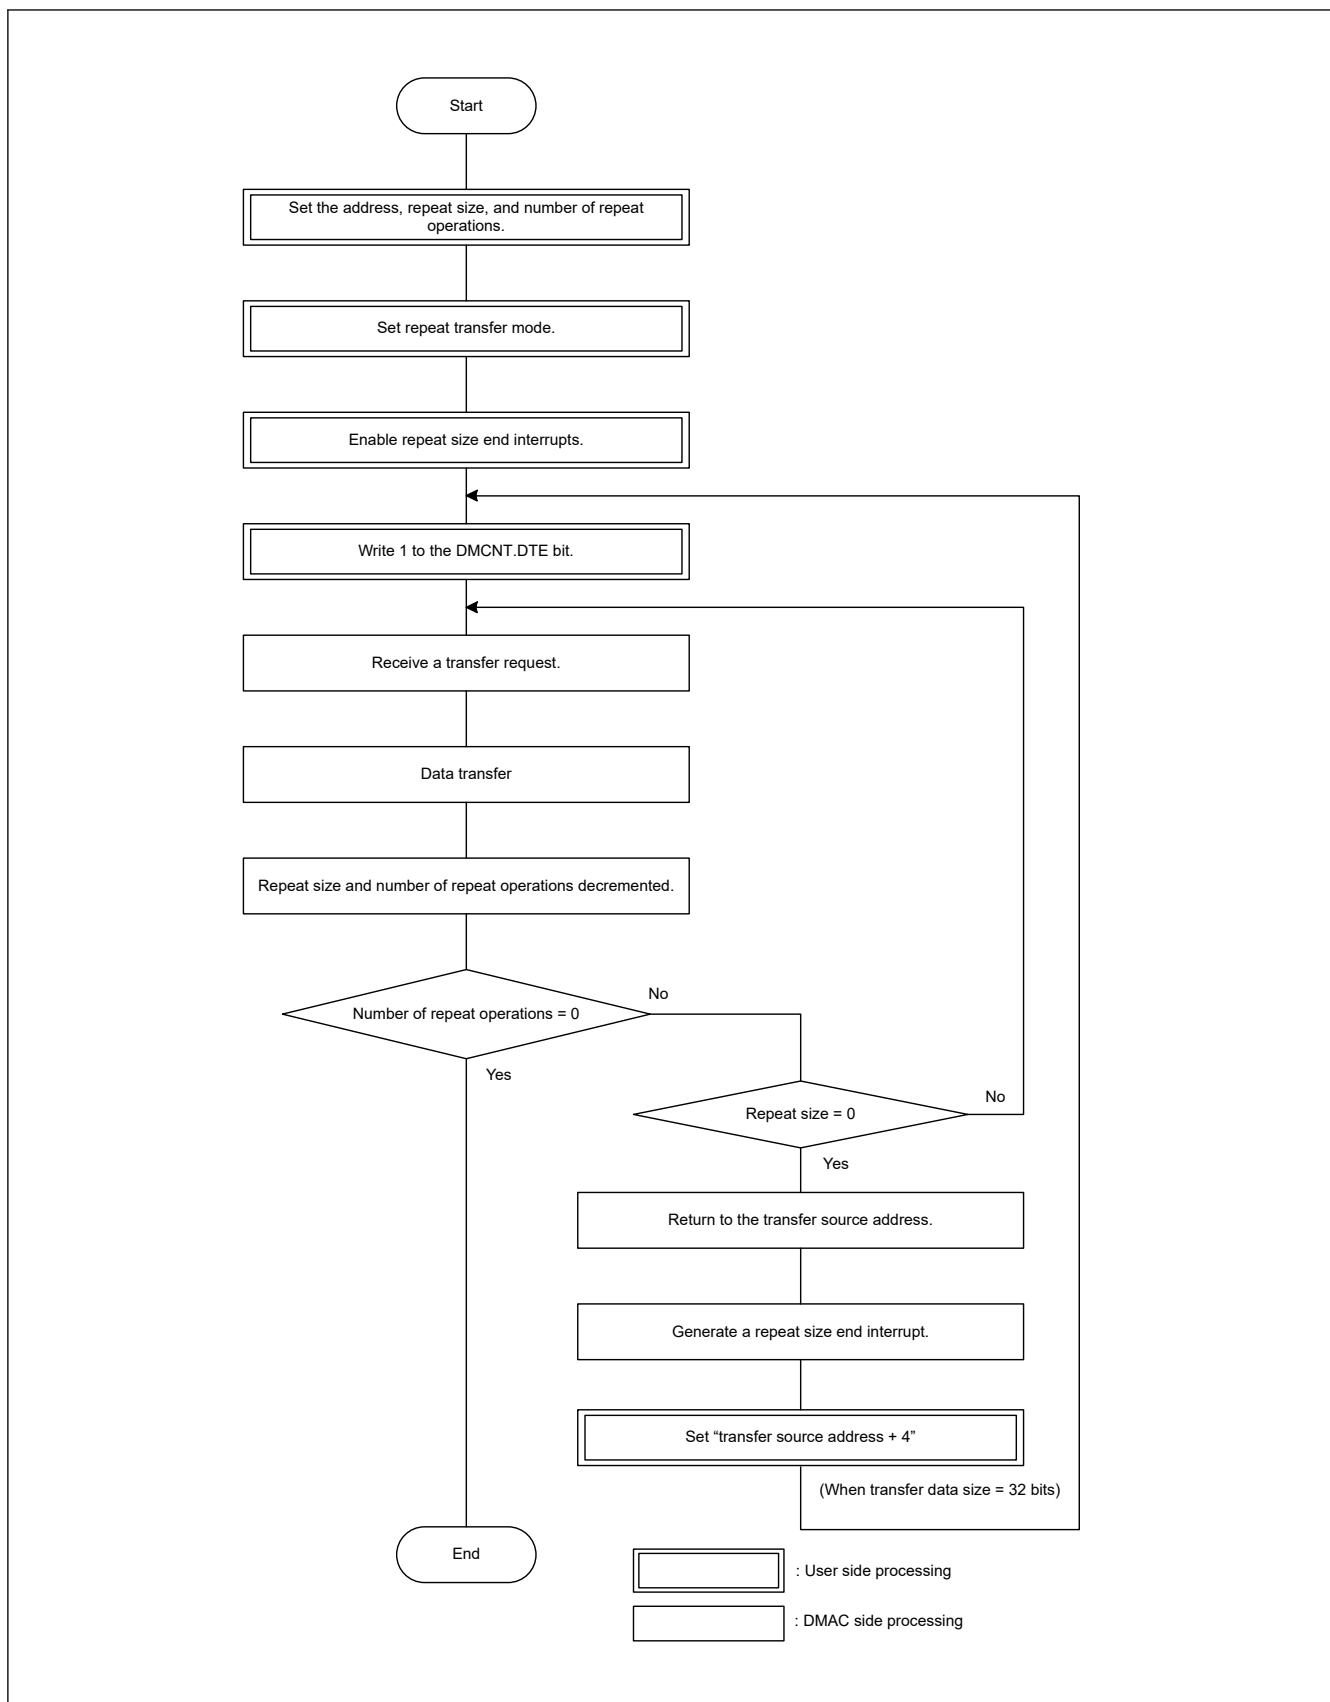 Start
Set the address, repeat size, and number of repeat
operations.
Set repeat transfer mode.
Enable repeat size end interrupts.
Write 1 to the DMCNT.DTE bit.
Receive a transfer request.
Data transfer
Repeat size and number of repeat operations decremented.
Number of repeat operations = 0
No
Yes
Repeat size = 0
No
Yes
Return to the transfer source address.
Generate a repeat size end interrupt.
Set “transfer source address + 4”
(When transfer data size = 32 bits)
End
: User side processing
: DMAC side processing